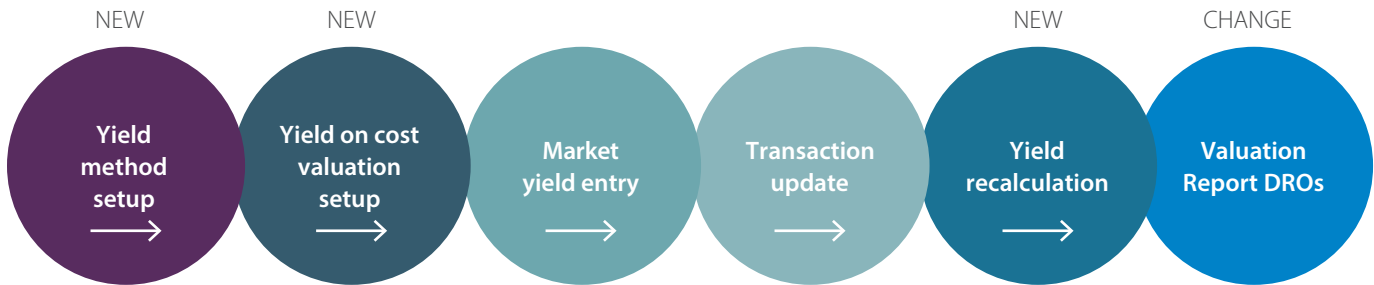 NEW
NEW
NEW
CHANGE
Yield
method
setup
Yield on cost
valuation
setup
Market
yield entry
Transaction
update
Yield
recalculation
Valuation
Report DROs